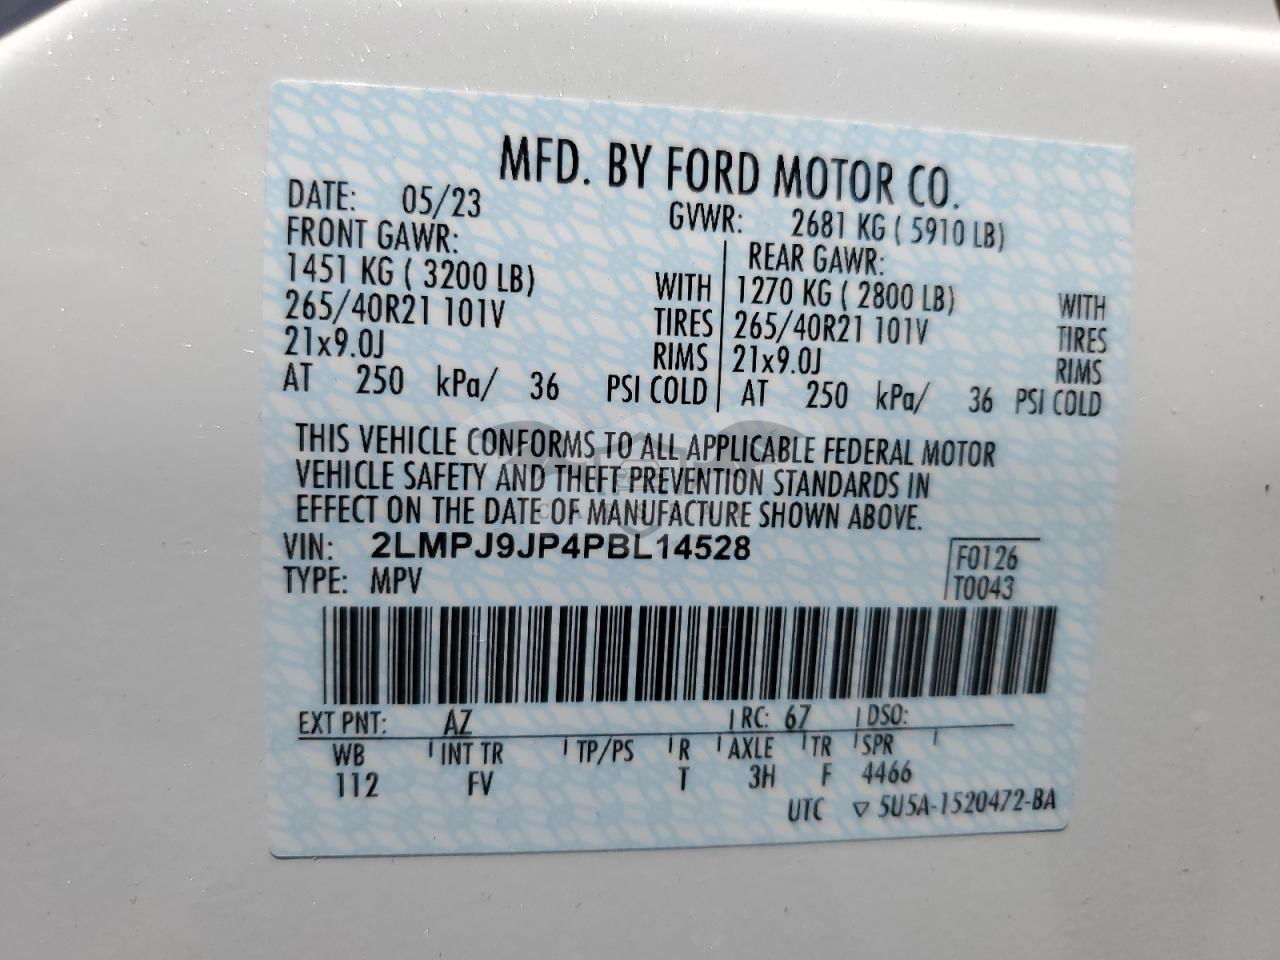 MFD. BY FORD MOTOR CO.
DATE: 05/23 GVWR: 2681 KG ( 5910 LB)
FRONT GAWR: REAR GAWR:
1451 KG ( 3200 LB) WITH 1270 KG ( 2800 LB) WITH
265/40R21 101V TIRES 265/40R21 101V TIRES
21x9.0J RIMS 21x9.0J RIMS
AT 250 kPa/ 36 PSI COLD AT 250 kPa/ 36 PSI COLD
THIS VEHICLE CONFORMS TO ALL APPLICABLE FEDERAL MOTOR
VEHICLE SAFETY AND THEFT PREVENTION STANDARDS IN
EFFECT ON THE DATE OF MANUFACTURE SHOWN ABOVE.
VIN: 2LMPJ9JP4PBL14528 F0126
TYPE: MPV T0043
EXT PNT: AZ RC: 67 DSO:
WB INT TR TP/PS R AXLE TR SPR
112 FV T 3H F 4466
UTC ▽ 5U5A-1520472-BA